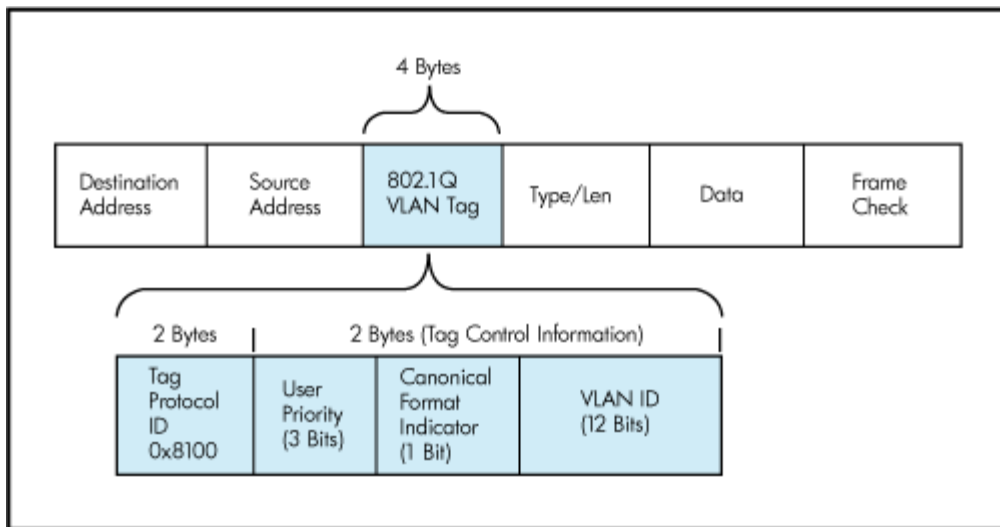 4 Bytes
Destination
Address
Source
Address
802.1Q
VLAN Tag
Type/Len
Data
Frame
Check
2 Bytes
2 Bytes (Tag Control Information)
Tag
Protocol
ID
0x8100
User
Priority
(3 Bits)
Canonical
Format
Indicator
(1 Bit)
VLAN ID
(12 Bits)